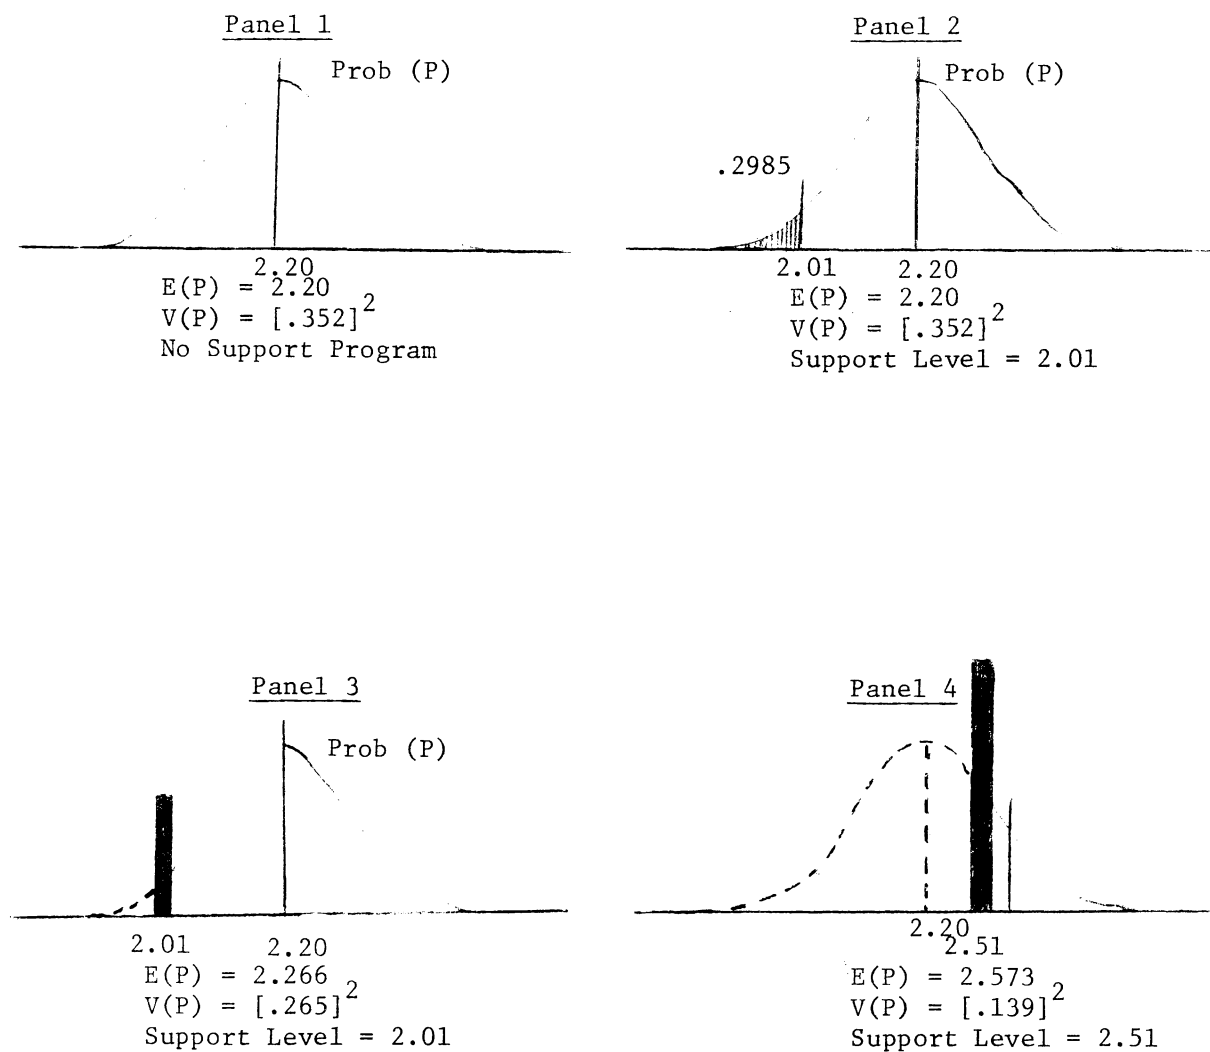 Panel 1
Prob (P)
2.20
E(P) = 2.20
V(P) = [.352]2
No Support Program
Panel 2
Prob (P)
.2985
2.01
2.20
E(P) = 2.20
V(P) = [.352]2
Support Level = 2.01
Panel 3
Prob (P)
2.01
2.20
E(P) = 2.266
V(P) = [.265]2
Support Level = 2.01
Panel 4
2.20
2.51
E(P) = 2.573
V(P) = [.139]2
Support Level = 2.51